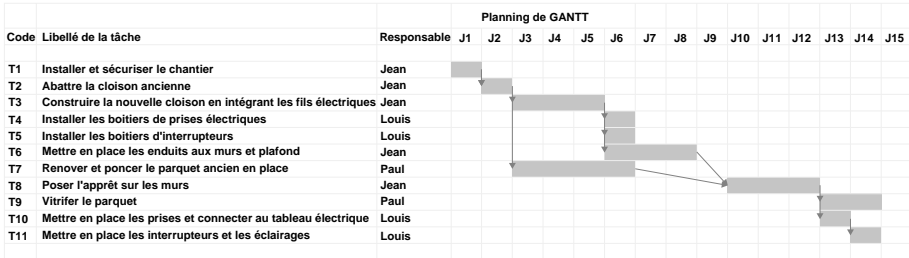 Planning de GANTT
Code Libellé de la tâche Responsable J1 J2 J3 J4 J5 J6 J7 J8 J9 J10 J11 J12 J13 J14 J15
T1 Installer et sécuriser le chantier Jean
T2 Abattre la cloison ancienne Jean
T3 Construire la nouvelle cloison en intégrant les fils électriques Jean
T4 Installer les boitiers de prises électriques Louis
T5 Installer les boitiers d'interrupteurs Louis
T6 Mettre en place les enduits aux murs et plafond Jean
T7 Renover et poncer le parquet ancien en place Paul
T8 Poser l'apprêt sur les murs Jean
T9 Vitrifer le parquet Paul
T10 Mettre en place les prises et connecter au tableau électrique Louis
T11 Mettre en place les interrupteurs et les éclairages Louis